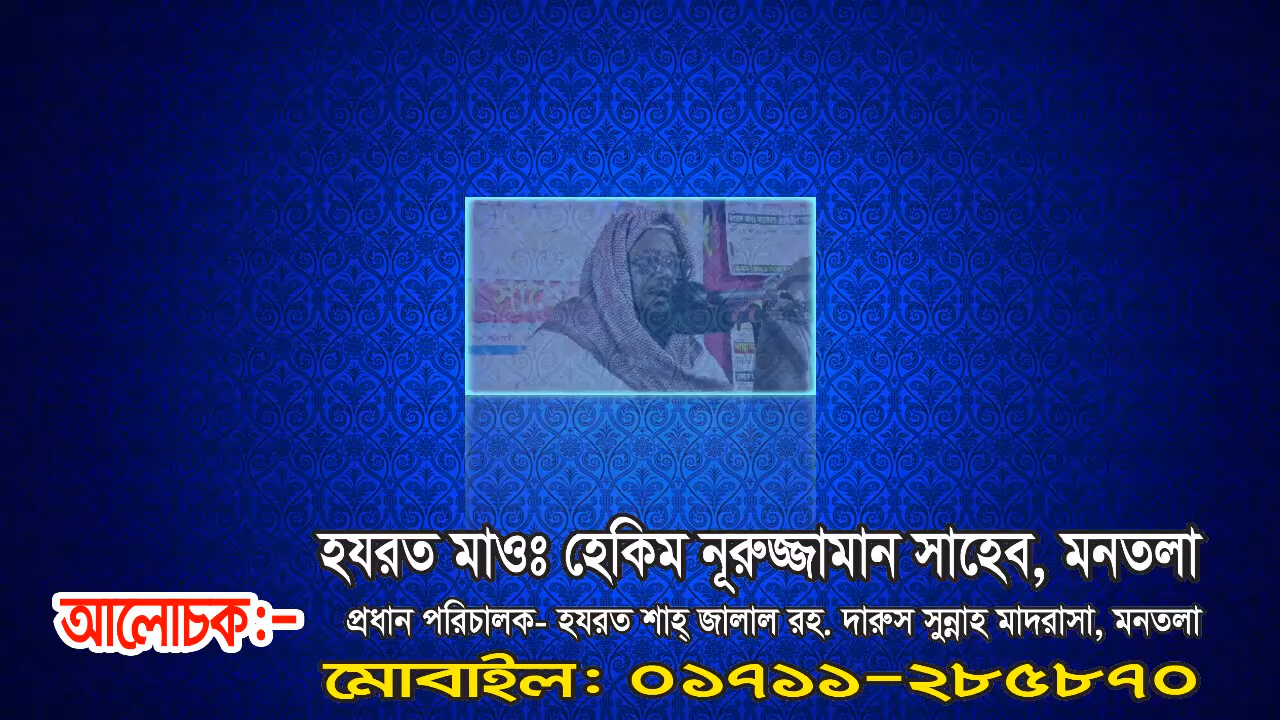 হযরত মাওঃ হেকিম নূরুজ্জামান সাহেব, মনতলা
আলোচক:-
প্রধান পরিচালক- হযরত শাহ্ জালাল রহ. দারুস সুন্নাহ মাদরাসা, মনতলা
মোবাইল: ০১৭১১-২৮৫৮৭০